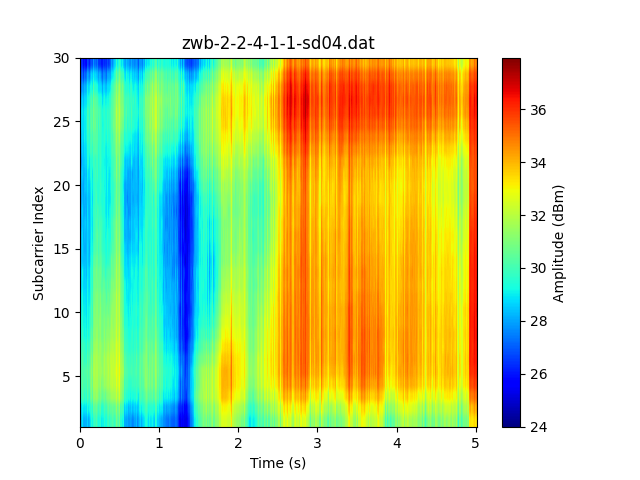 zwb-2-2-4-1-1-sd04.dat
30
25
20
15
10
5
Subcarrier Index
0 1 2 3 4 5
Time (s)
36
34
32
30
28
26
24
Amplitude (dBm)